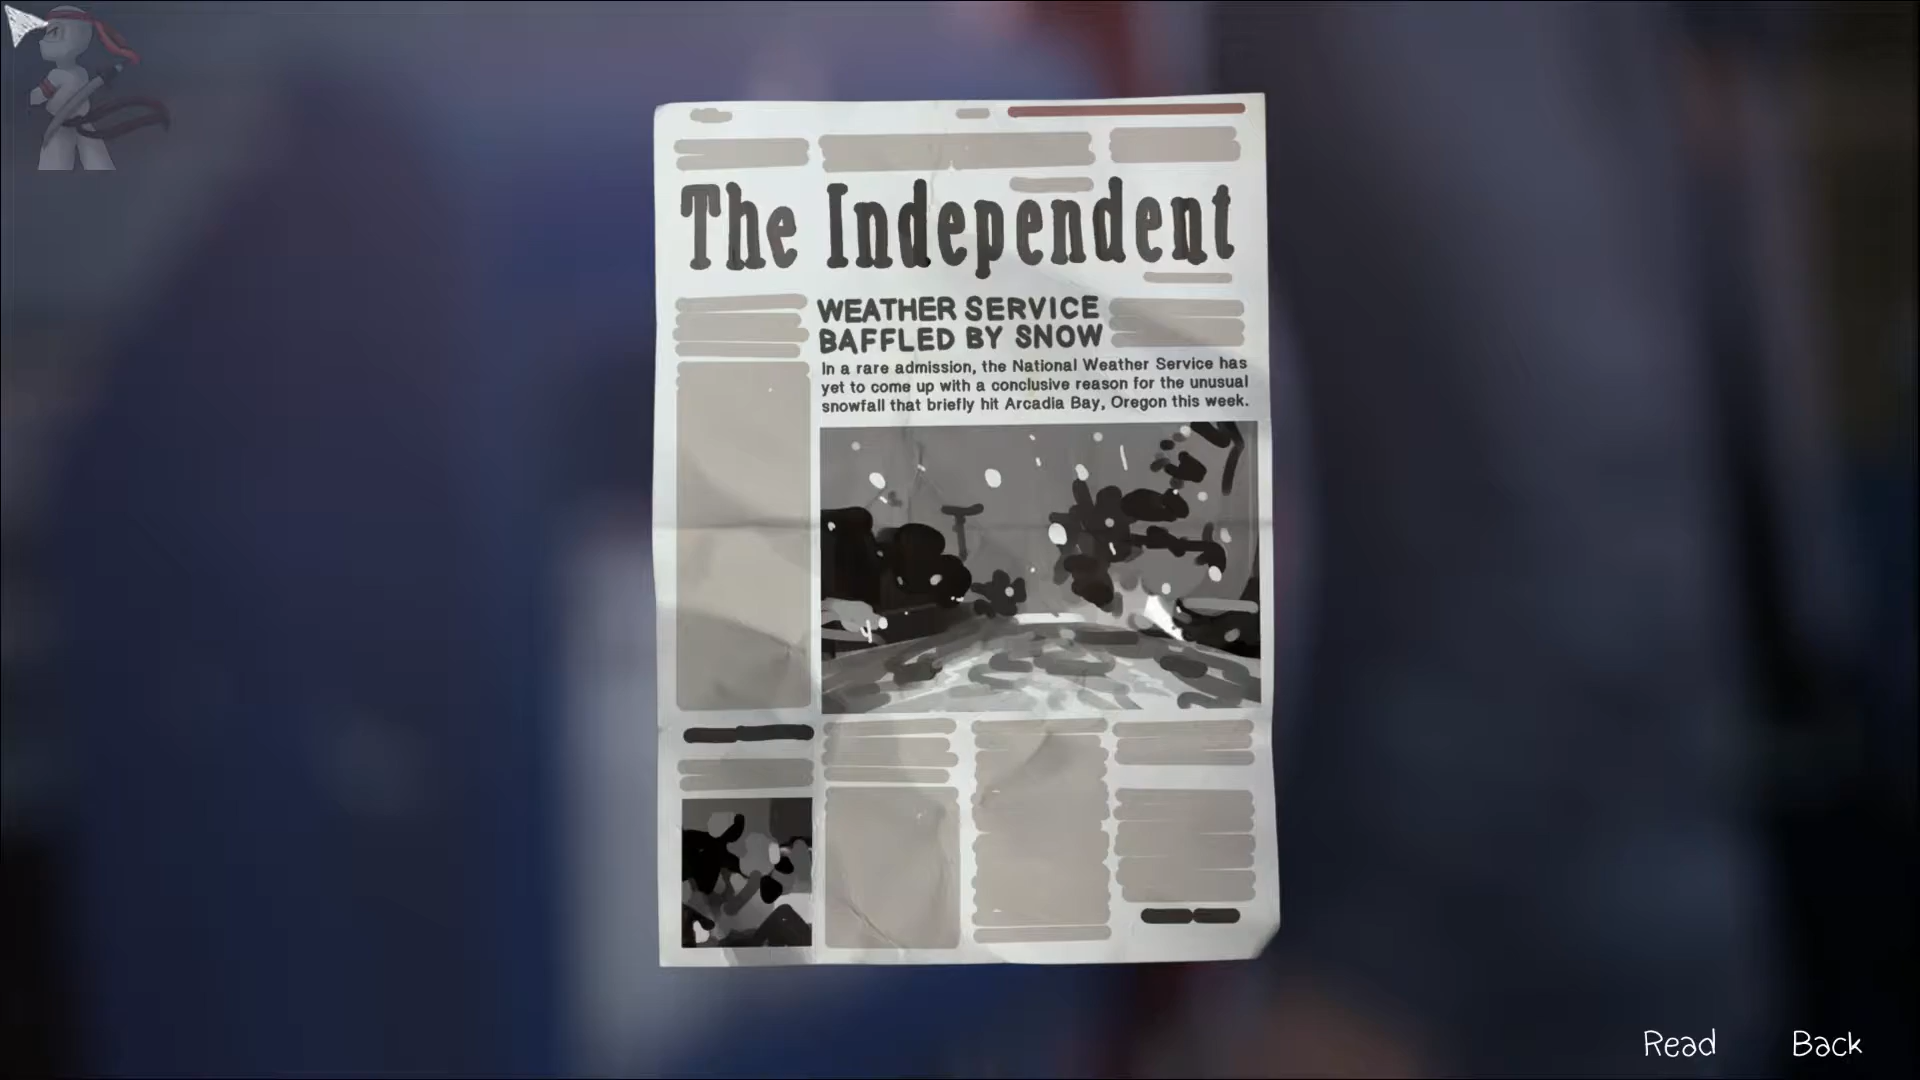 The Independent
WEATHER SERVICE
BAFFLED BY SNOW
In a rare admission, the National Weather Service has
yet to come up with a conclusive reason for the unusual
snowfall that briefly hit Arcadia Bay, Oregon this week.
Read Back